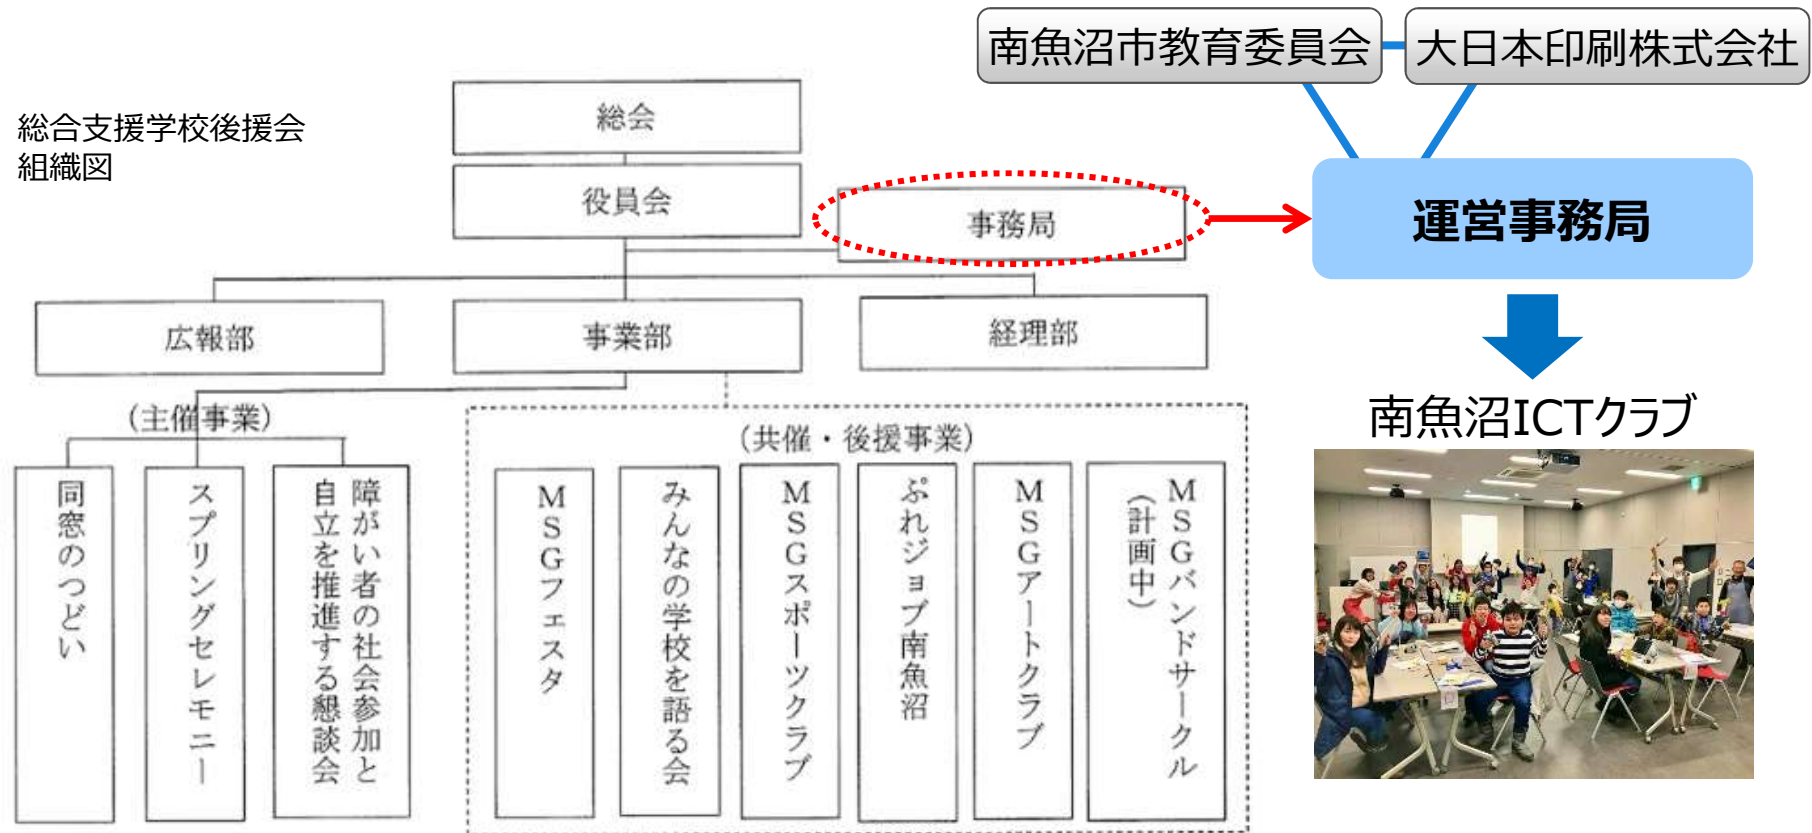 南魚沼市教育委員会
大日本印刷株式会社
総合支援学校後援会
組織図
総会
役員会
事務局
運営事務局
広報部
事業部
経理部
南魚沼ICTクラブ
(主催事業)
(共催・後援事業)
同窓のつどい
スプリングセレモニー
障がい者の社会参加と
自立を推進する懇談会
MSGフェスタ
みんなの学校を語る会
MSGスポーツクラブ
ぷれジョブ南魚沼
MSGアートクラブ
MSGバンドサークル
(計画中)